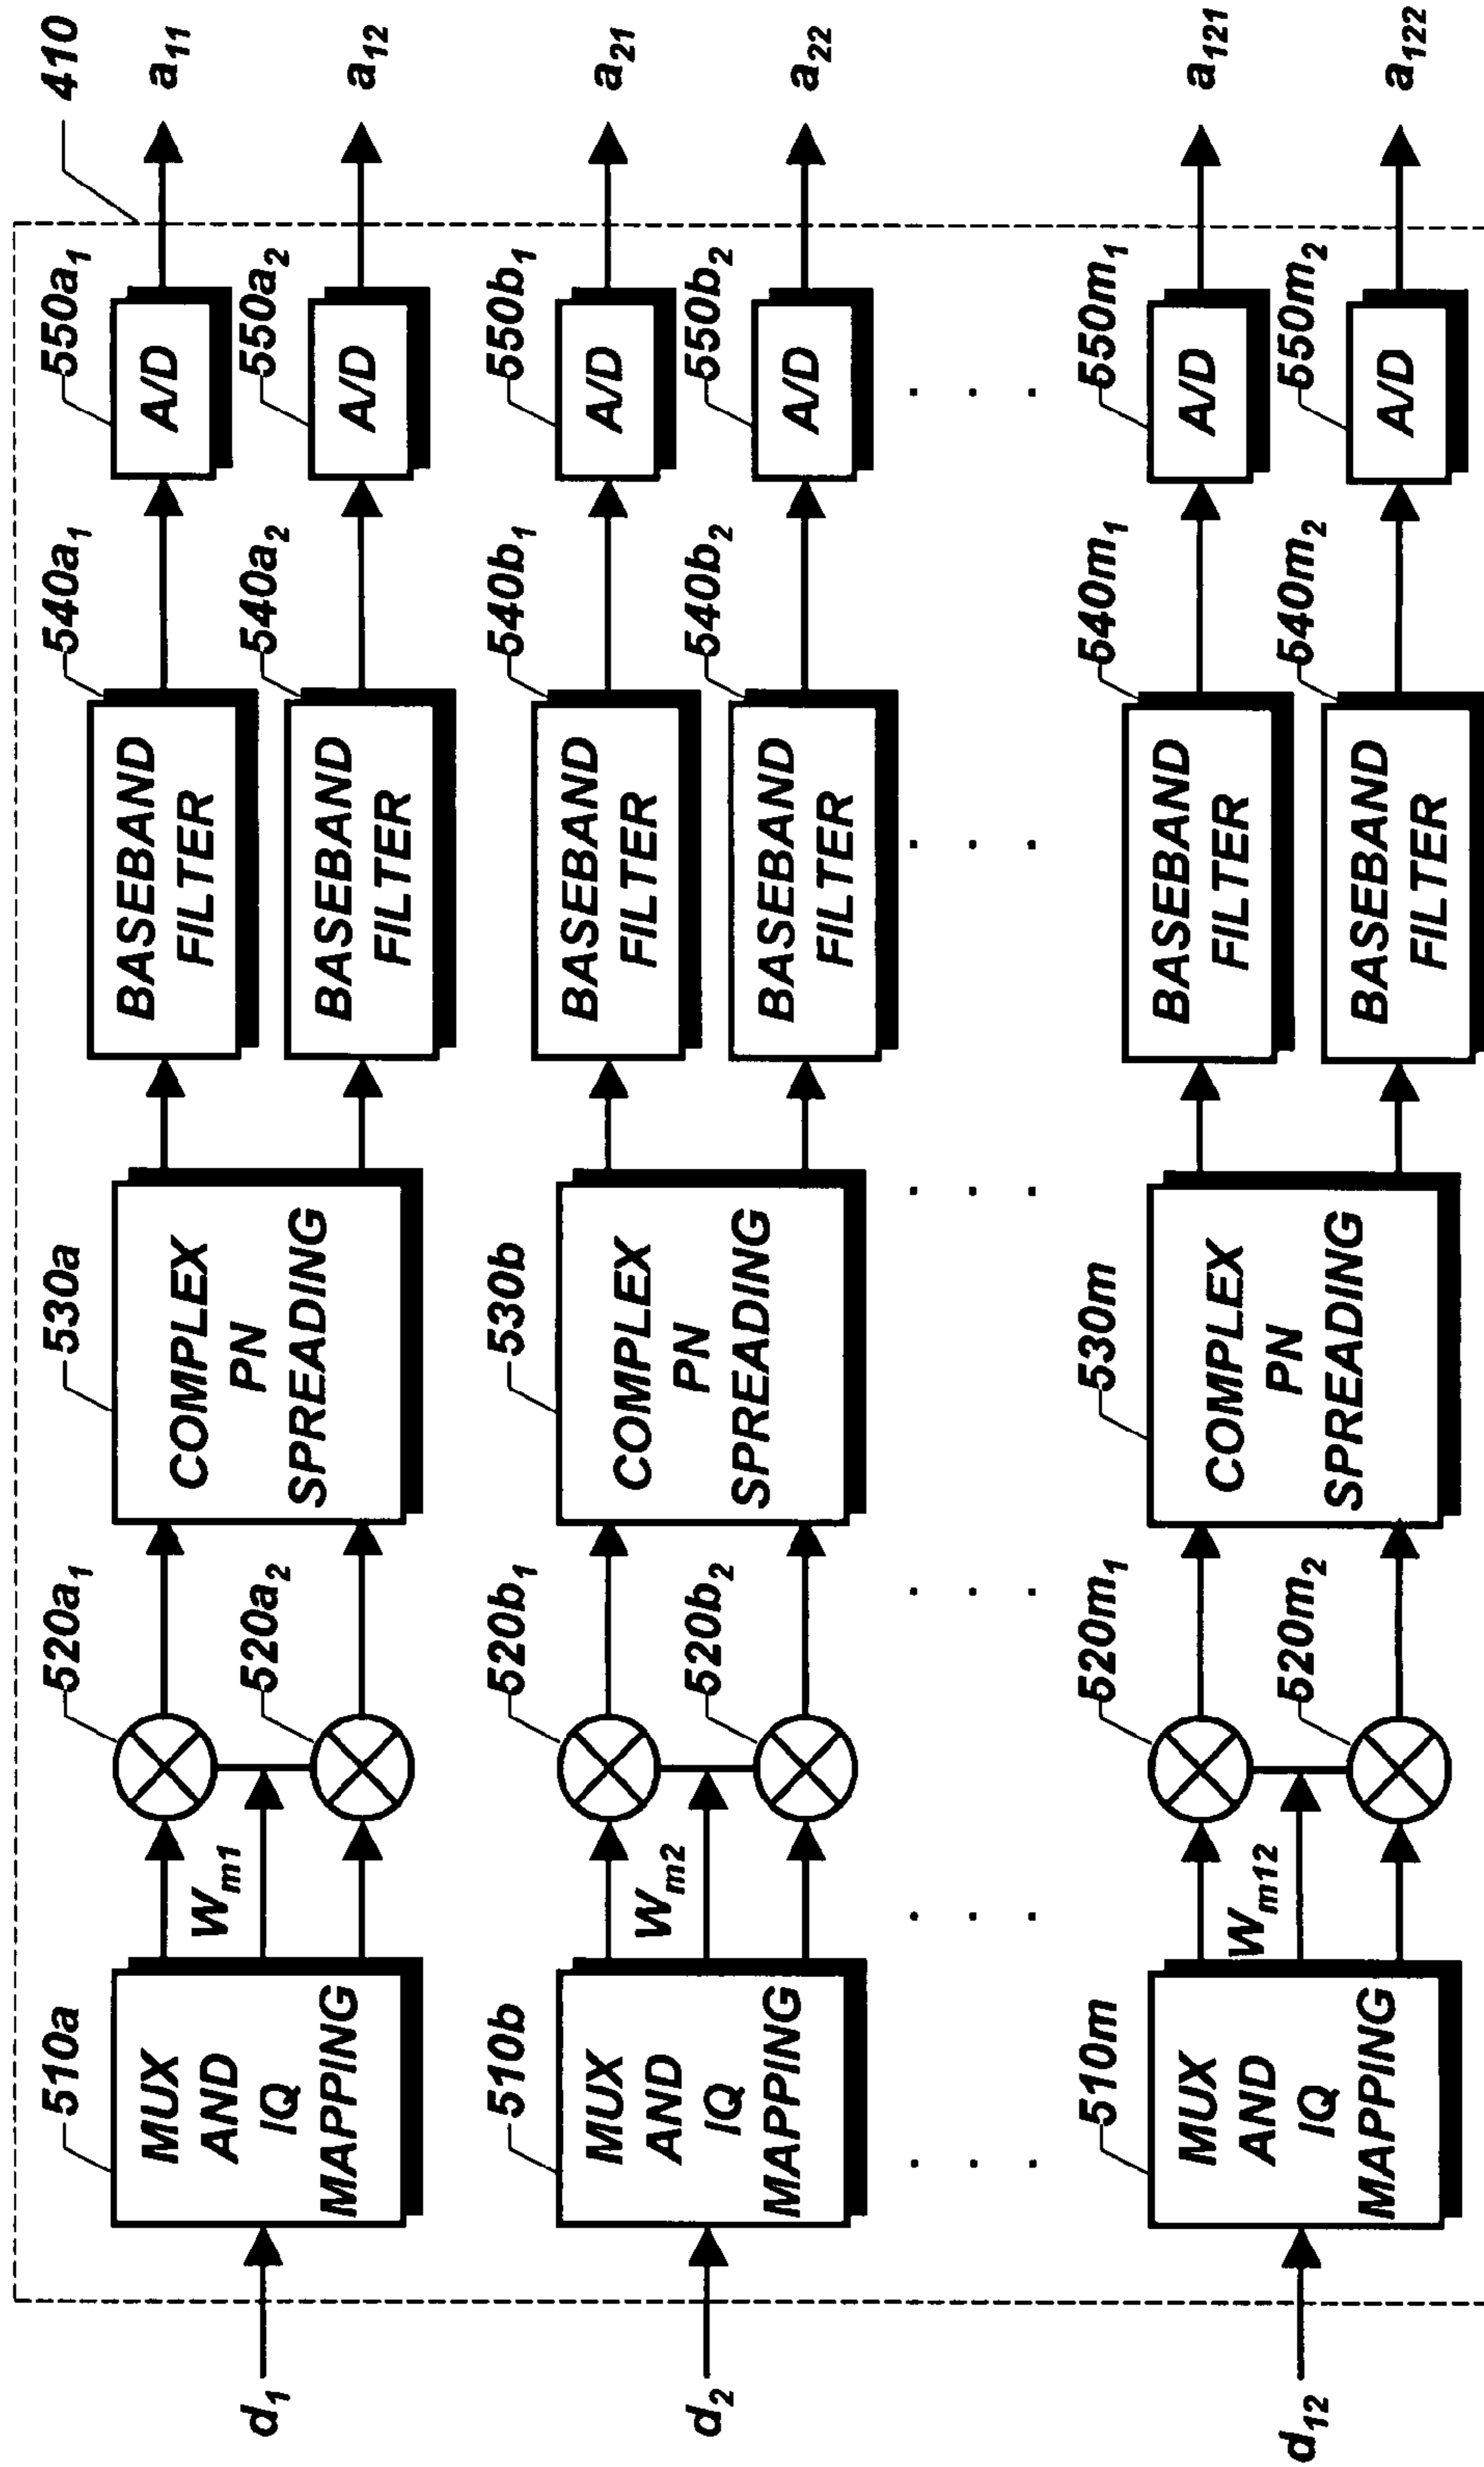 410
510a
520a1
530a
540a1
550a1
a11
d1
MUX
AND
IQ
MAPPING
Wm1
COMPLEX
PN
SPREADING
BASEBAND
FILTER
A/D
520a2
540a2
550a2
a12
BASEBAND
FILTER
A/D
510b
520b1
530b
540b1
550b1
a21
d2
MUX
AND
IQ
MAPPING
Wm2
COMPLEX
PN
SPREADING
BASEBAND
FILTER
A/D
520b2
540b2
550b2
a22
BASEBAND
FILTER
A/D
. . .
. . .
. . .
. . .
. . .
. . .
510m
520m1
530m
540m1
550m1
a121
d12
MUX
AND
IQ
MAPPING
Wm12
COMPLEX
PN
SPREADING
BASEBAND
FILTER
A/D
520m2
540m2
550m2
a122
BASEBAND
FILTER
A/D